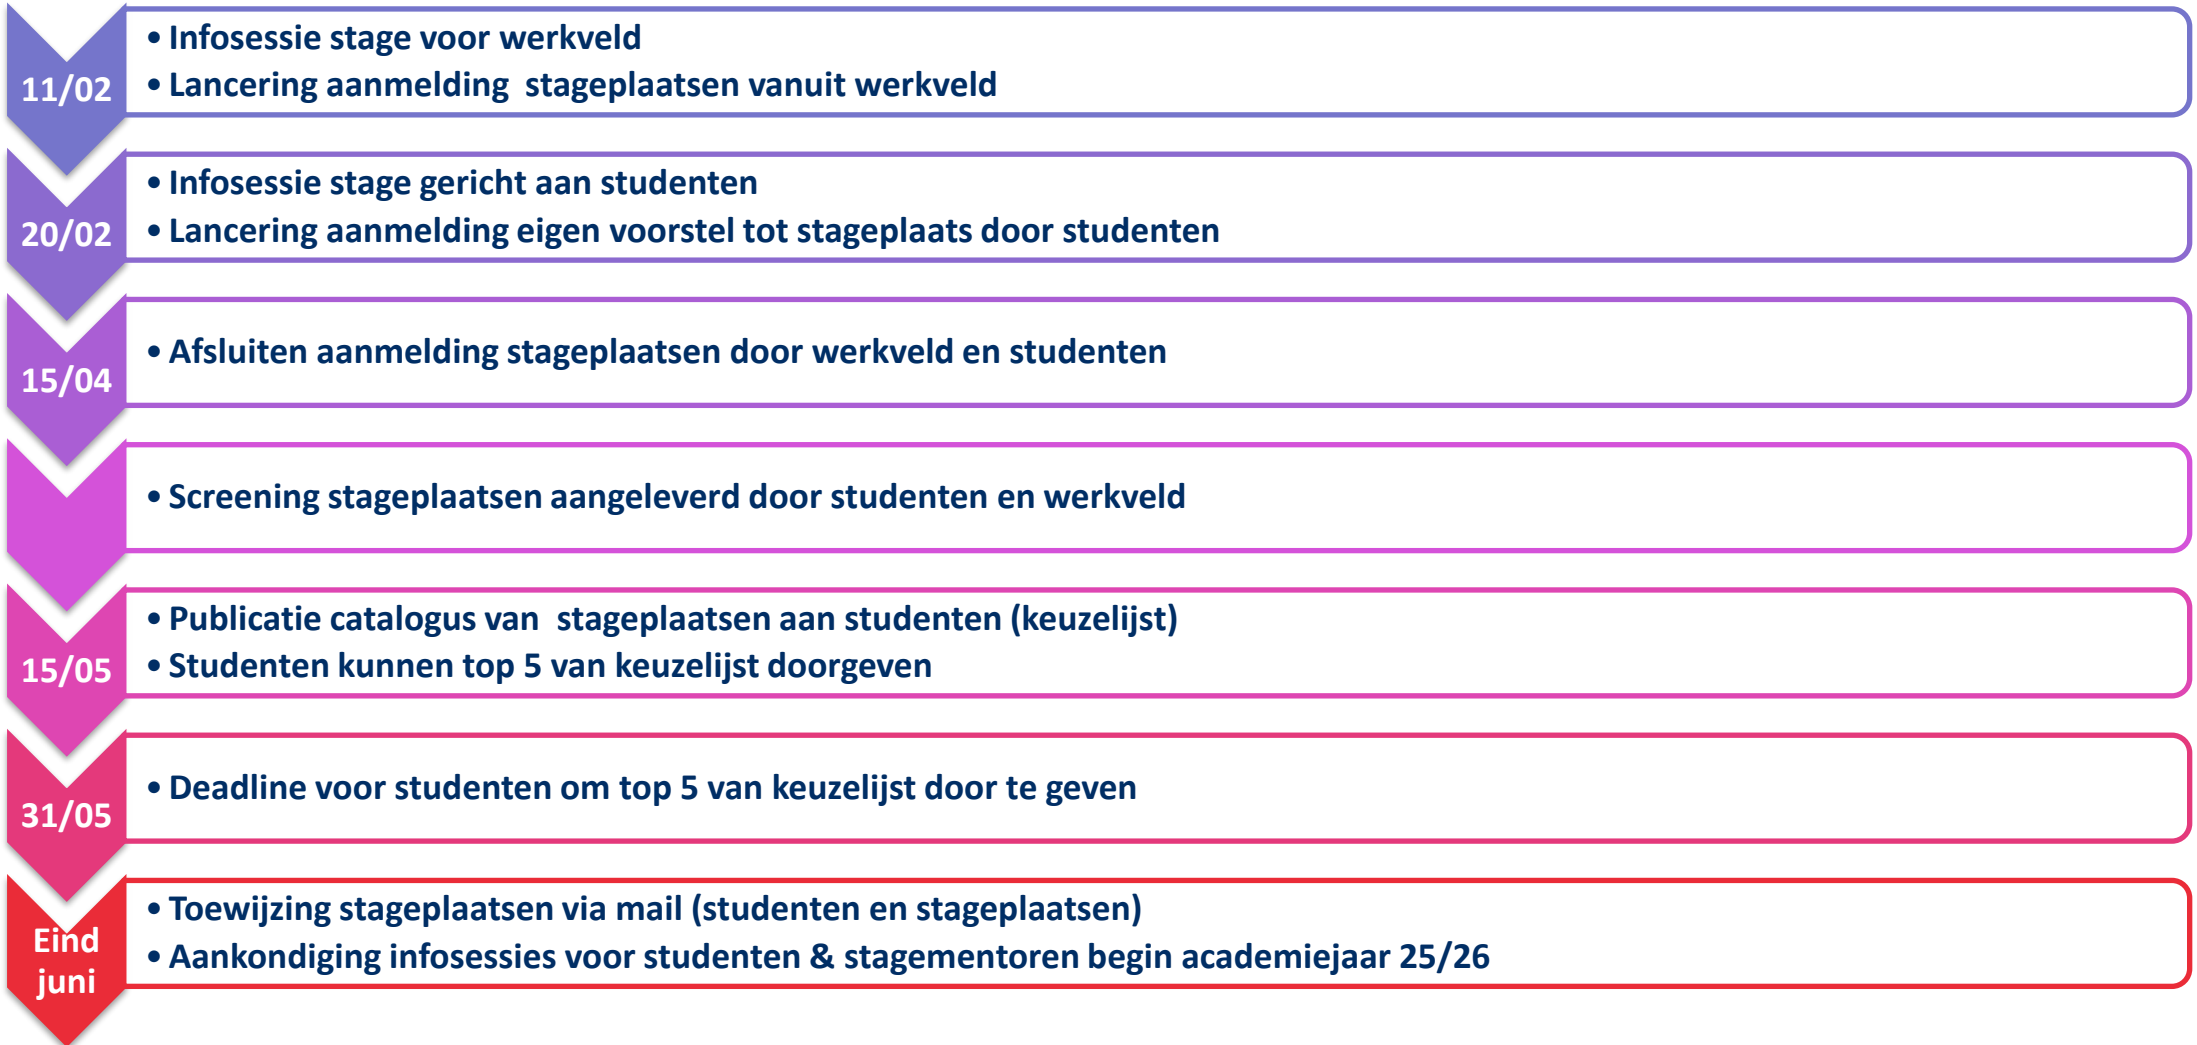 11/02
• Infosessie stage voor werkveld
• Lancering aanmelding  stageplaatsen vanuit werkveld
20/02
• Infosessie stage gericht aan studenten
• Lancering aanmelding eigen voorstel tot stageplaats door studenten
15/04
• Afsluiten aanmelding stageplaatsen door werkveld en studenten
• Screening stageplaatsen aangeleverd door studenten en werkveld
15/05
• Publicatie catalogus van  stageplaatsen aan studenten (keuzelijst)
• Studenten kunnen top 5 van keuzelijst doorgeven
31/05
• Deadline voor studenten om top 5 van keuzelijst door te geven
Eind
juni
• Toewijzing stageplaatsen via mail (studenten en stageplaatsen)
• Aankondiging infosessies voor studenten & stagementoren begin academiejaar 25/26